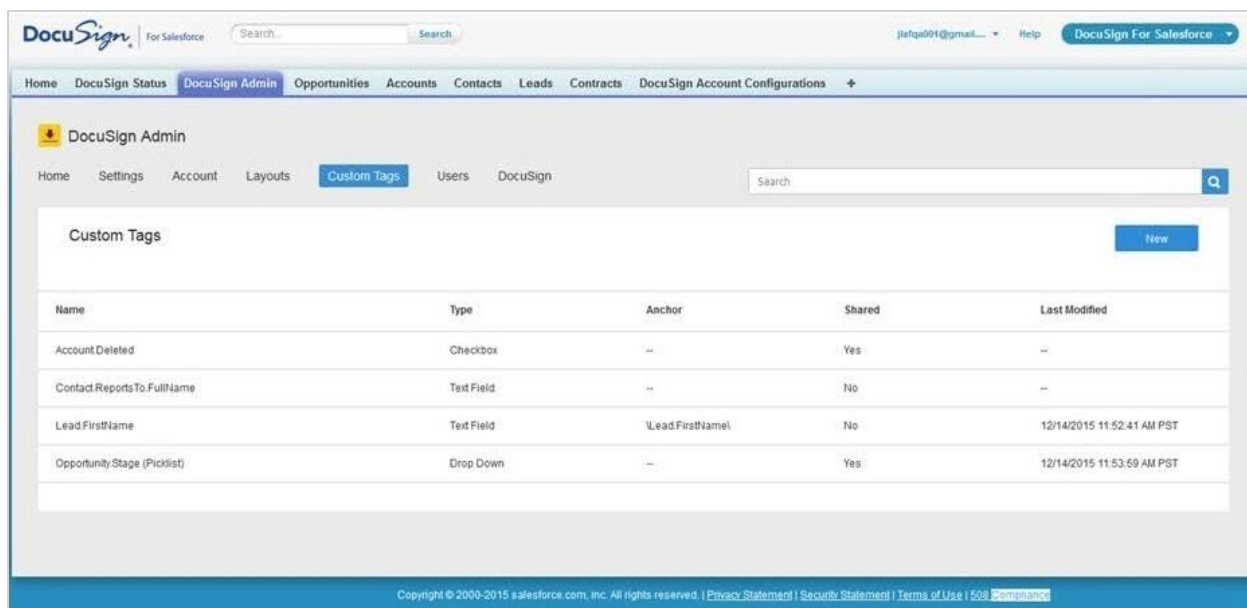 DocuSign For Salesforce Search... Search jlafqa001@gmail.... Help DocuSign For Salesforce
Home DocuSign Status DocuSign Admin Opportunities Accounts Contacts Leads Contracts DocuSign Account Configurations +
DocuSign Admin
Home Settings Account Layouts Custom Tags Users DocuSign Search
Custom Tags New
Name Type Anchor Shared Last Modified
Account.Deleted Checkbox -- Yes --
Contact.ReportsTo.FullName Text Field -- No --
Lead.FirstName Text Field \Lead.FirstName\ No 12/14/2015 11:52:41 AM PST
Opportunity.Stage (Picklist) Drop Down -- Yes 12/14/2015 11:53:59 AM PST
Copyright © 2000-2015 salesforce.com, inc. All rights reserved. | Privacy Statement | Security Statement | Terms of Use | 508 Compliance